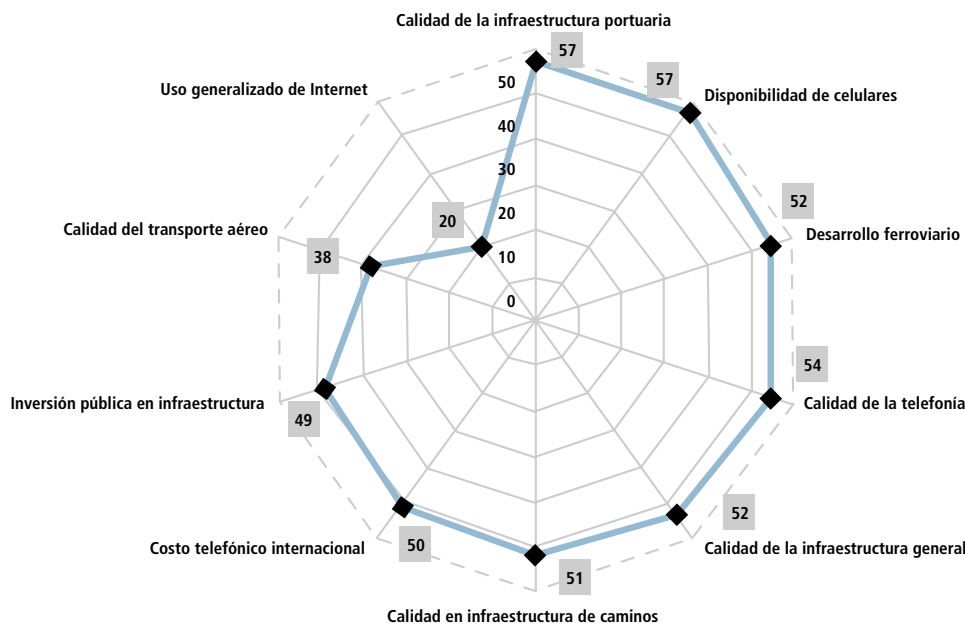 Calidad de la infraestructura portuaria
57
57
Disponibilidad de celulares
52
Desarrollo ferroviario
54
Calidad de la telefonía
52
Calidad de la infraestructura general
51
Calidad en infraestructura de caminos
50
Costo telefónico internacional
49
Inversión pública en infraestructura
38
Calidad del transporte aéreo
20
Uso generalizado de Internet
50
40
30
20
10
0